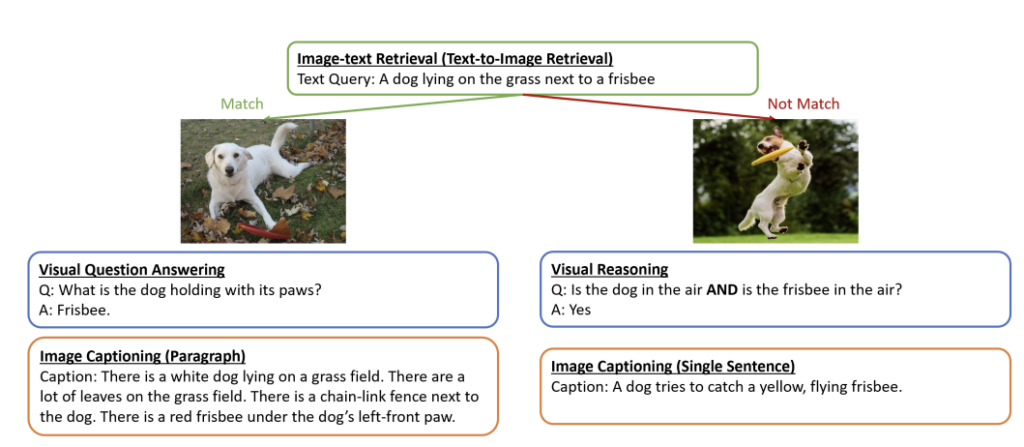 Image-text Retrieval (Text-to-Image Retrieval)
Text Query: A dog lying on the grass next to a frisbee
Match
Not Match
Visual Question Answering
Q: What is the dog holding with its paws?
A: Frisbee.
Visual Reasoning
Q: Is the dog in the air AND is the frisbee in the air?
A: Yes
Image Captioning (Paragraph)
Caption: There is a white dog lying on a grass field. There are a
lot of leaves on the grass field. There is a chain-link fence next to
the dog. There is a red frisbee under the dog's left-front paw.
Image Captioning (Single Sentence)
Caption: A dog tries to catch a yellow, flying frisbee.